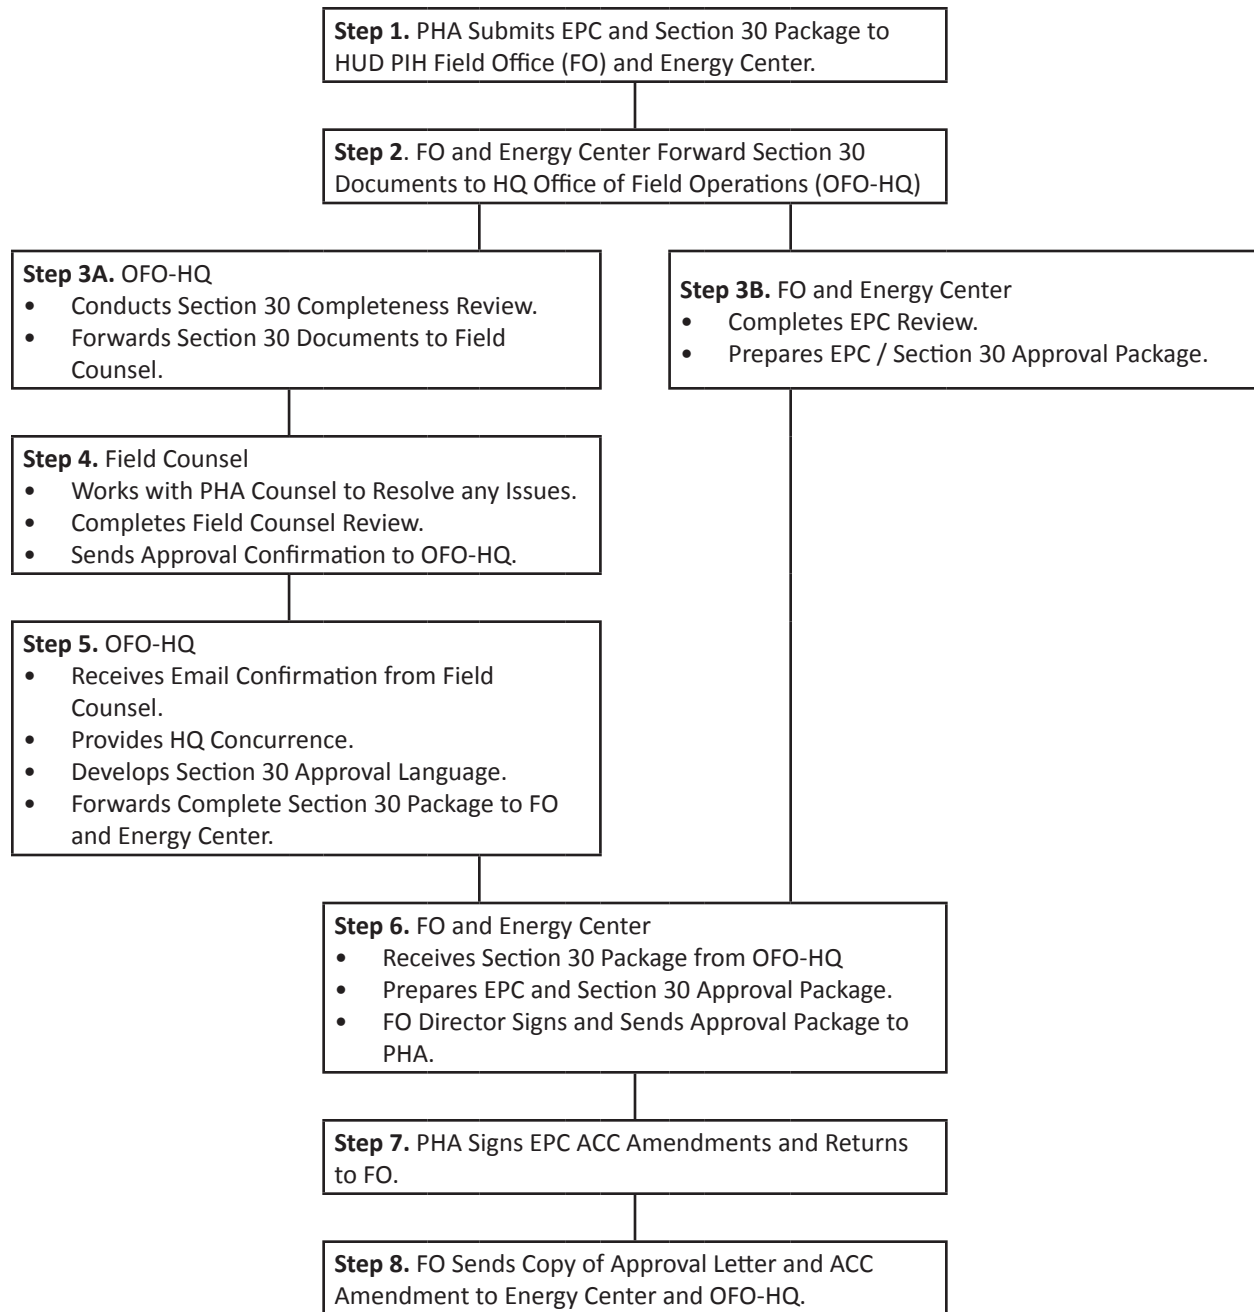 Step 1. PHA Submits EPC and Section 30 Package to
HUD PIH Field Office (FO) and Energy Center.
Step 2. FO and Energy Center Forward Section 30
Documents to HQ Office of Field Operations (OFO-HQ)
Step 3A. OFO-HQ
• Conducts Section 30 Completeness Review.
• Forwards Section 30 Documents to Field
Counsel.
Step 3B. FO and Energy Center
• Completes EPC Review.
• Prepares EPC / Section 30 Approval Package.
Step 4. Field Counsel
• Works with PHA Counsel to Resolve any Issues.
• Completes Field Counsel Review.
• Sends Approval Confirmation to OFO-HQ.
Step 5. OFO-HQ
• Receives Email Confirmation from Field
Counsel.
• Provides HQ Concurrence.
• Develops Section 30 Approval Language.
• Forwards Complete Section 30 Package to FO
and Energy Center.
Step 6. FO and Energy Center
• Receives Section 30 Package from OFO-HQ
• Prepares EPC and Section 30 Approval Package.
• FO Director Signs and Sends Approval Package to
PHA.
Step 7. PHA Signs EPC ACC Amendments and Returns
to FO.
Step 8. FO Sends Copy of Approval Letter and ACC
Amendment to Energy Center and OFO-HQ.